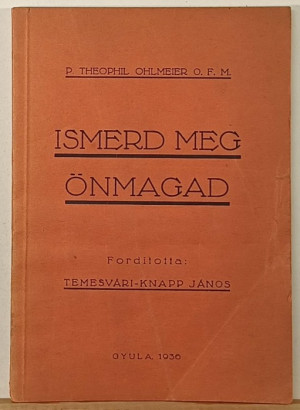 P. THEOPHIL OHLMEIER O. F. M.
ISMERD MEG
ÖNMAGAD
Fordította:
TEMESVÁRI-KNAPP JÁNOS
GYULA, 1936